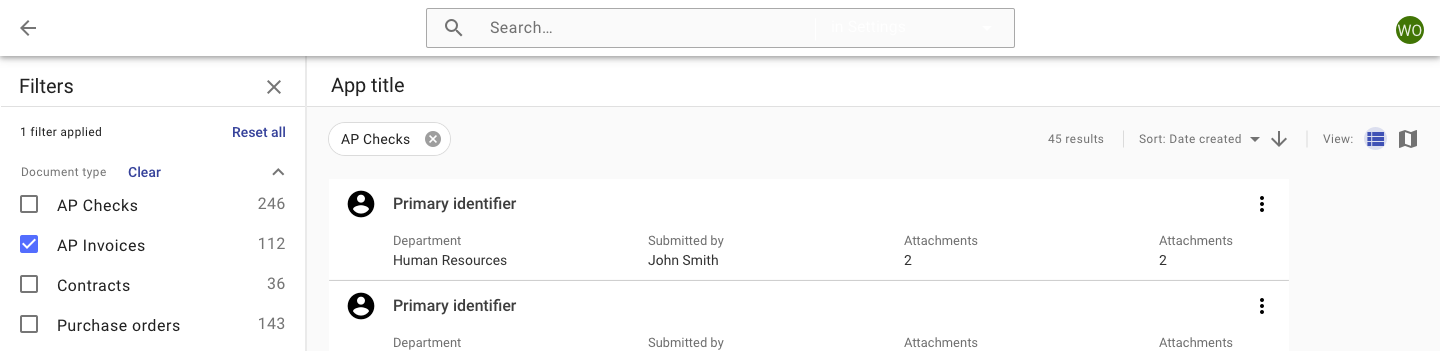 Search…
WO
Filters
1 filter applied
Reset all
Document type
Clear
AP Checks 246
AP Invoices 112
Contracts 36
Purchase orders 143
App title
AP Checks
45 results
Sort: Date created
View:
Primary identifier
Department Submitted by Attachments Attachments
Human Resources John Smith 2 2
Primary identifier
Department Submitted by Attachments Attachments